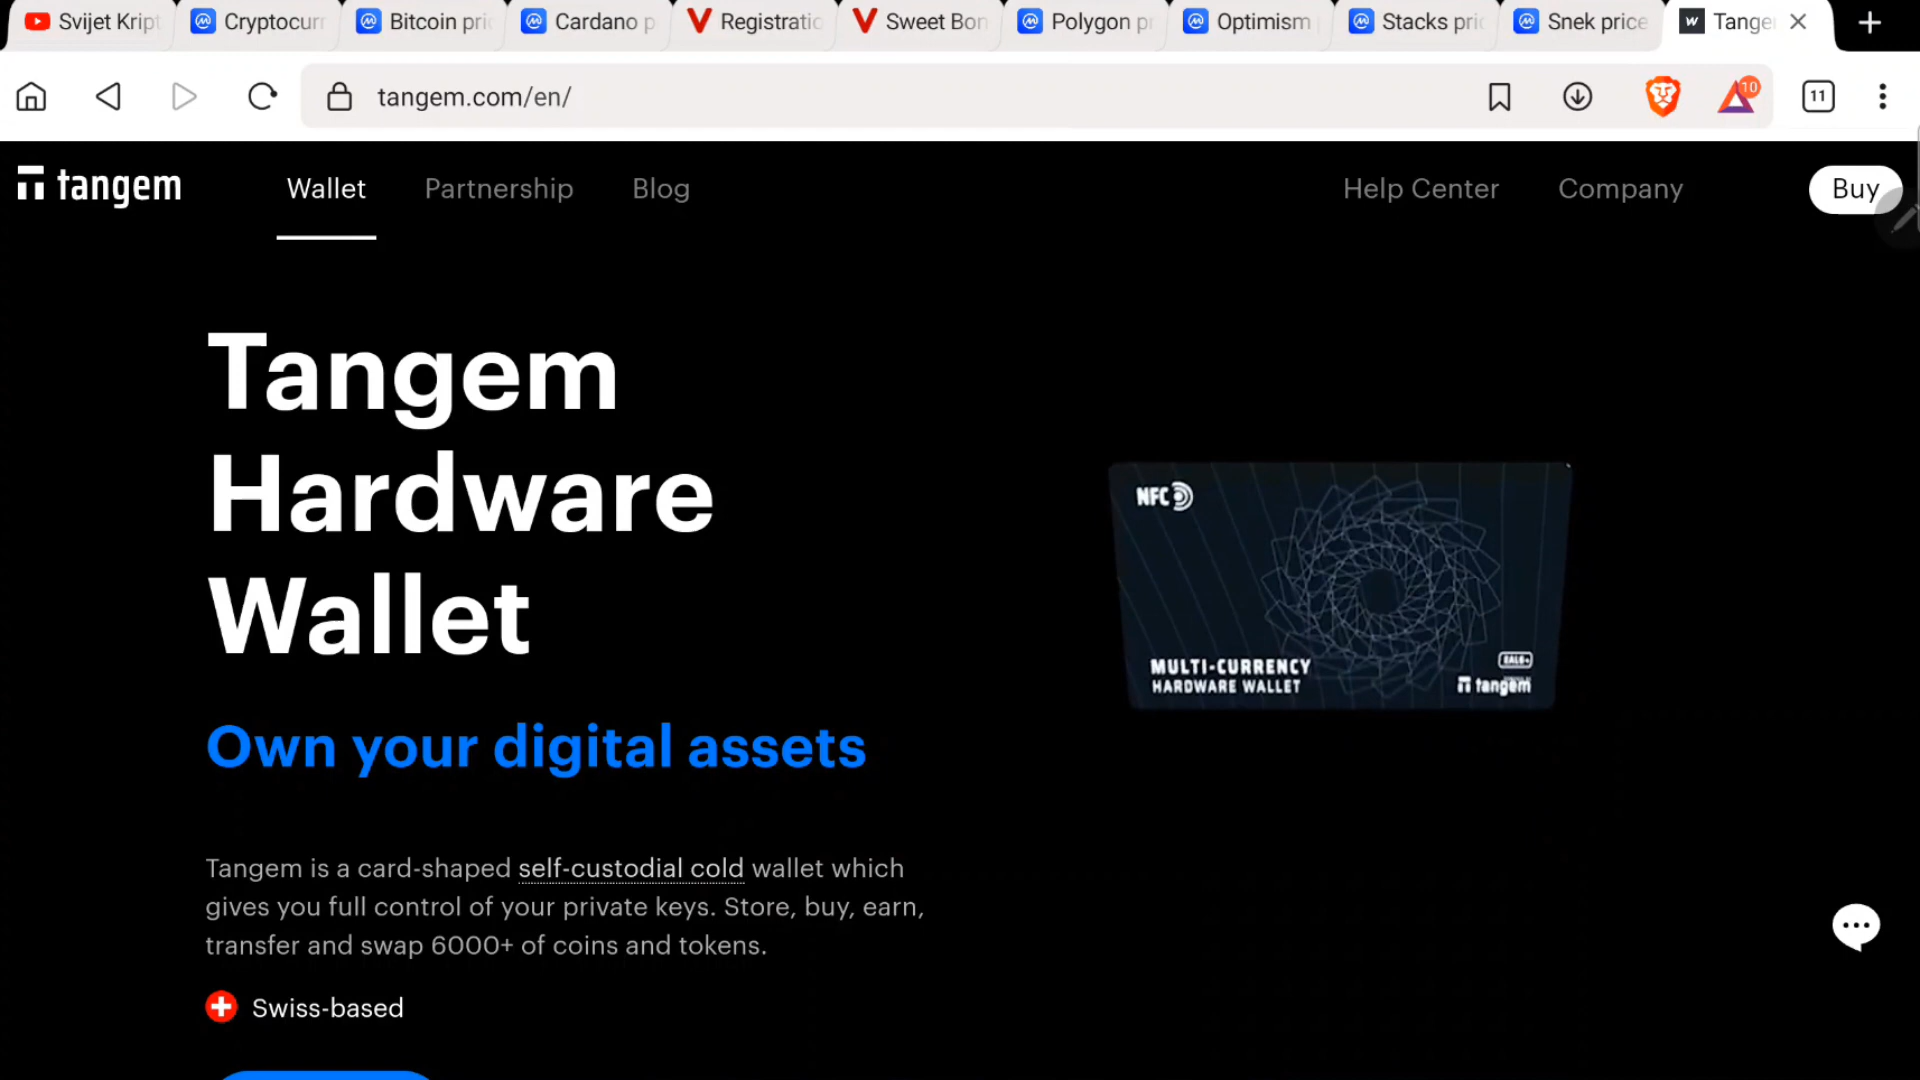 Svijet Kript
Cryptocurr
Bitcoin pri
Cardano p
Registratio
Sweet Bon
Polygon p
Optimism
Stacks pri
Snek price
Tange
tangem.com/en/
10
11
tangem
Wallet
Partnership
Blog
Help Center
Company
Buy
Tangem
Hardware
Wallet
Own your digital assets
Tangem is a card-shaped self-custodial cold wallet which
gives you full control of your private keys. Store, buy, earn,
transfer and swap 6000+ of coins and tokens.
Swiss-based
NFC
MULTI-CURRENCY
HARDWARE WALLET
EAL6+
tangem